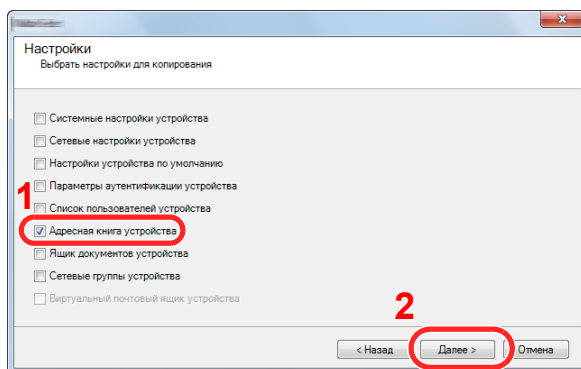 Настройки
Выбрать настройки для копирования
Системные настройки устройства
Сетевые настройки устройства
Настройки устройства по умолчанию
Параметры аутентификации устройства
1
Список пользователей устройства
Адресная книга устройства
Ящик документов устройства
Сетевые группы устройства
Виртуальный почтовый ящик устройства
2
< Назад Далее > Отмена